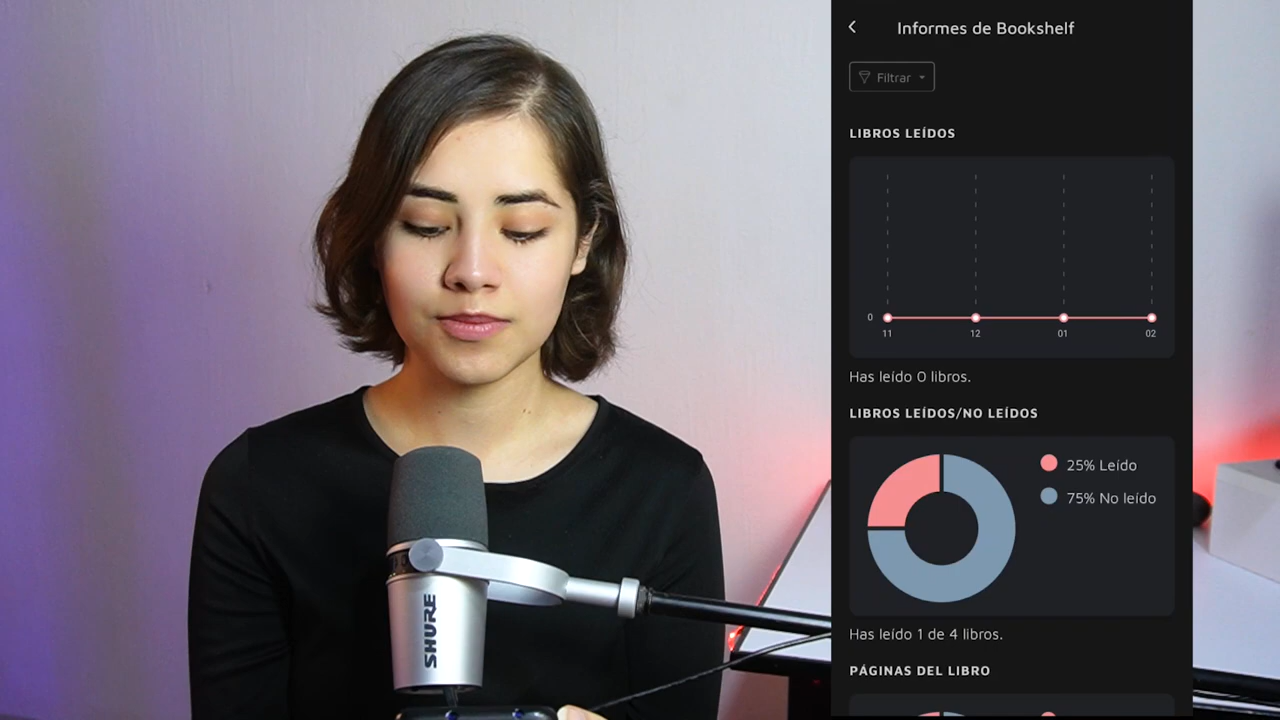 Informes de Bookshelf
Filtrar
LIBROS LEÍDOS
0
11 12 01 02
Has leído 0 libros.
LIBROS LEÍDOS/NO LEÍDOS
25% Leído
75% No leído
Has leído 1 de 4 libros.
PÁGINAS DEL LIBRO
SHURE